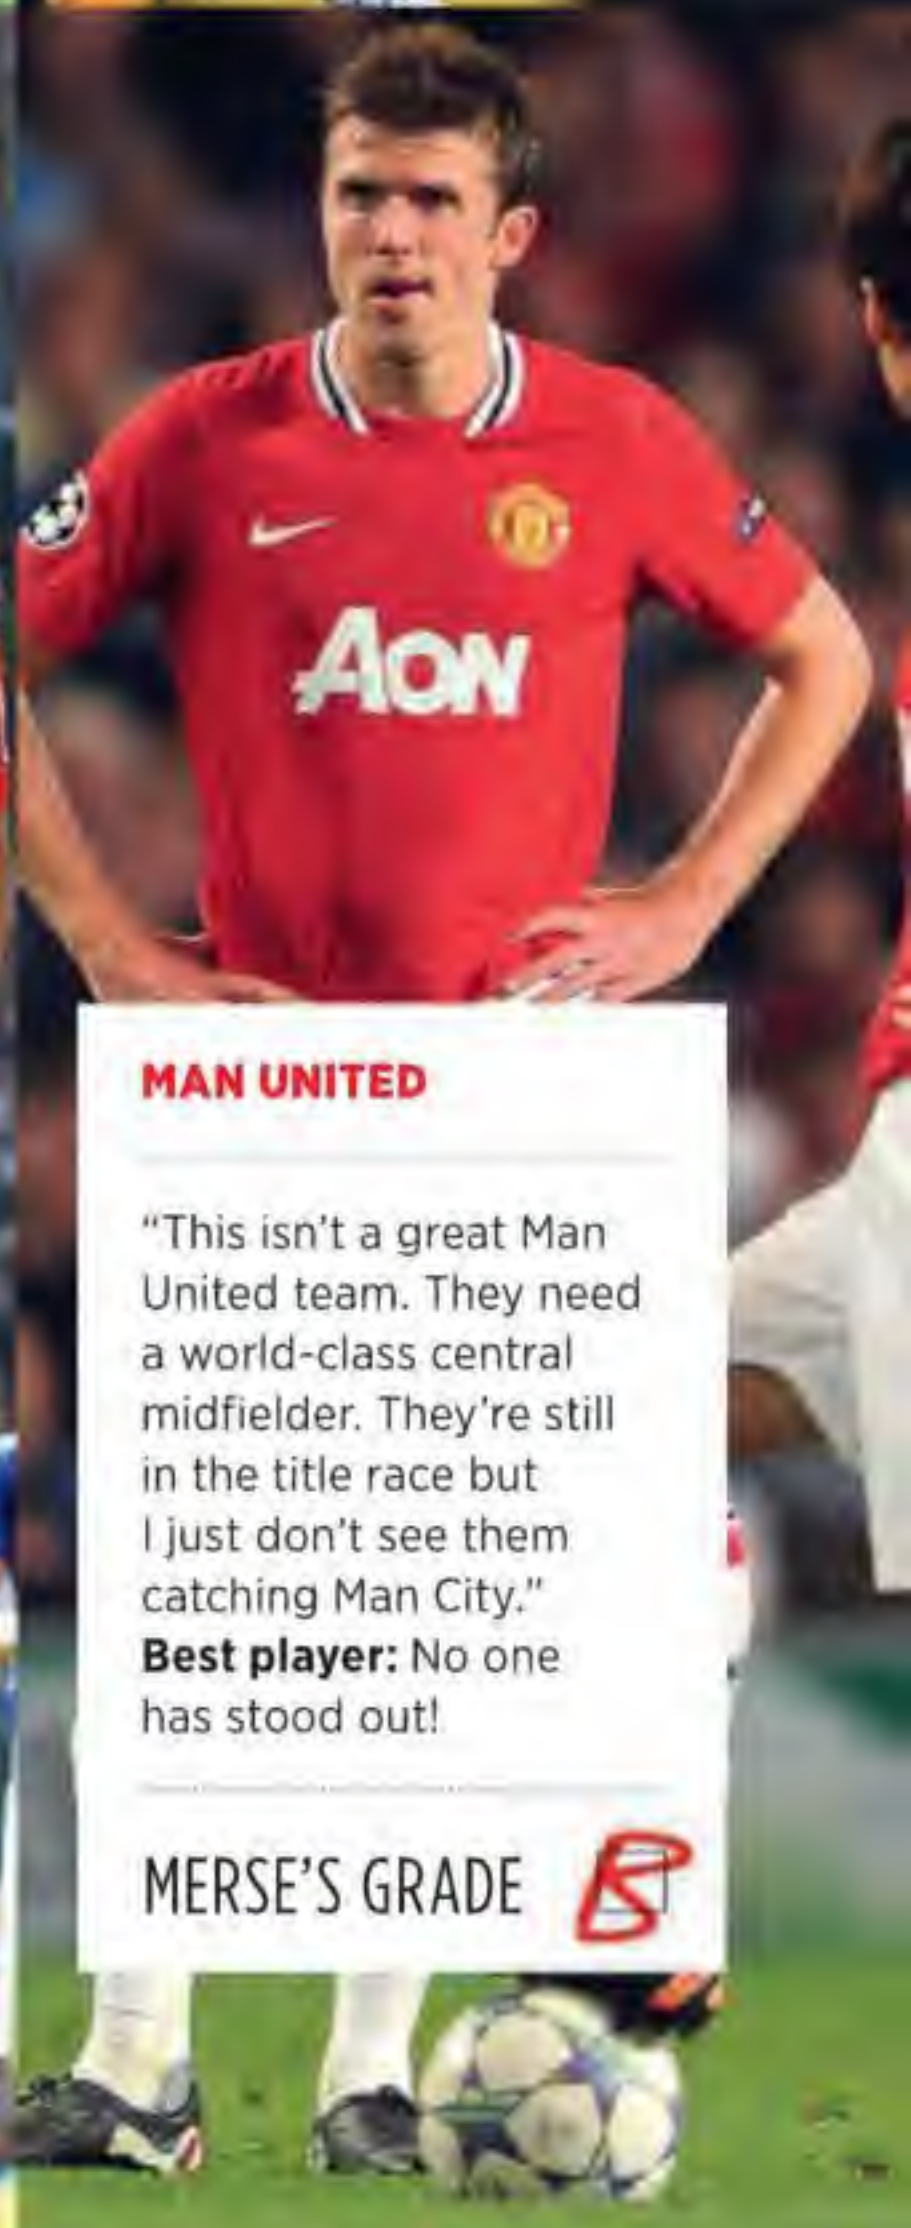 AON
MAN UNITED
“This isn’t a great Man
United team. They need
a world-class central
midfielder. They’re still
in the title race but
I just don’t see them
catching Man City.”
Best player: No one
has stood out!
MERSE’S GRADE B